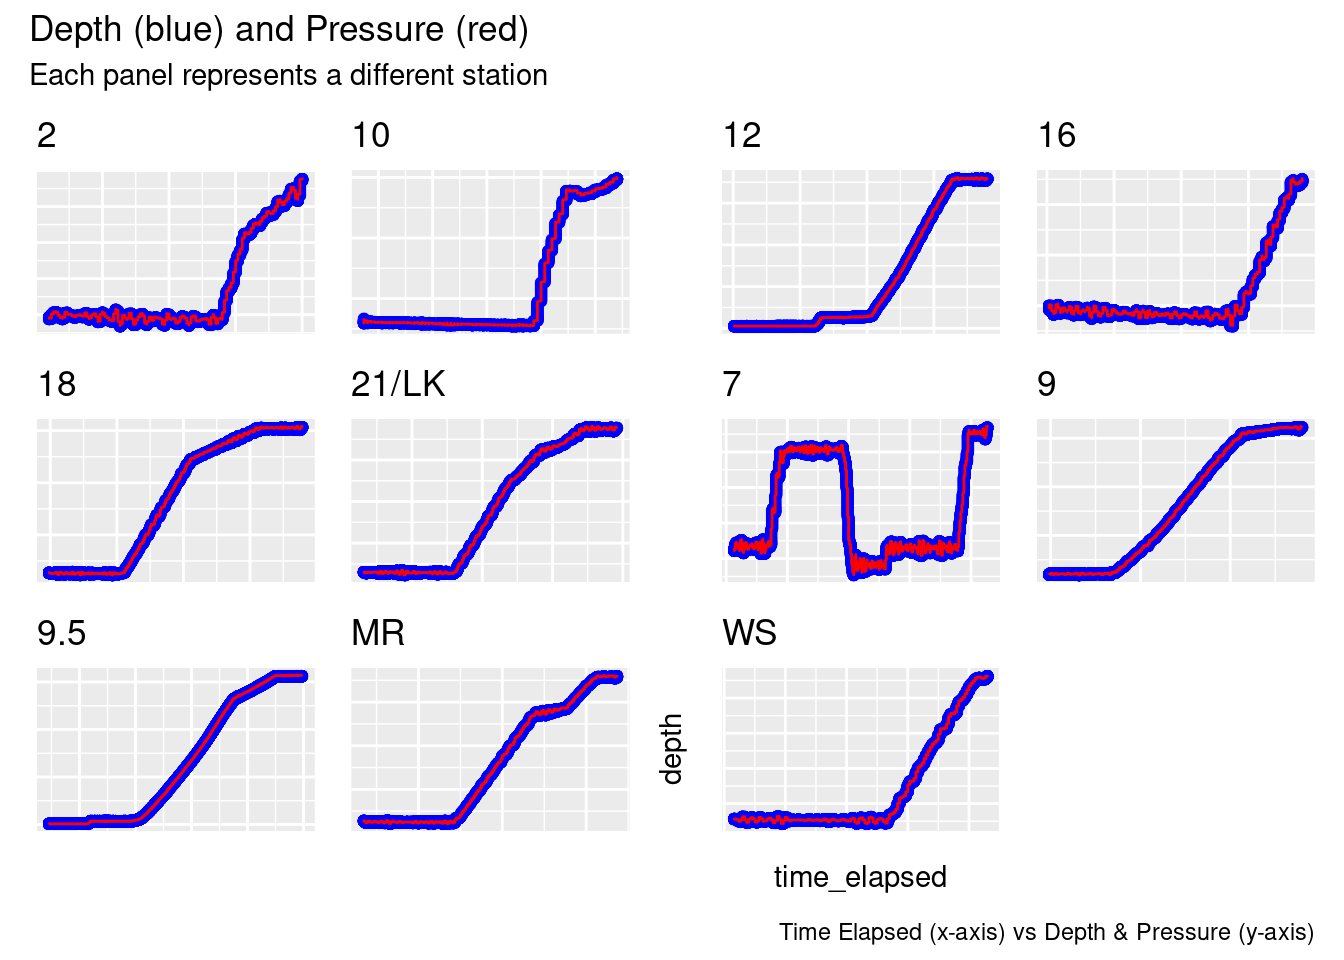 Depth (blue) and Pressure (red)
Each panel represents a different station
2
10
12
16
18
21/LK
7
9
9.5
MR
WS
depth
time_elapsed
Time Elapsed (x-axis) vs Depth & Pressure (y-axis)